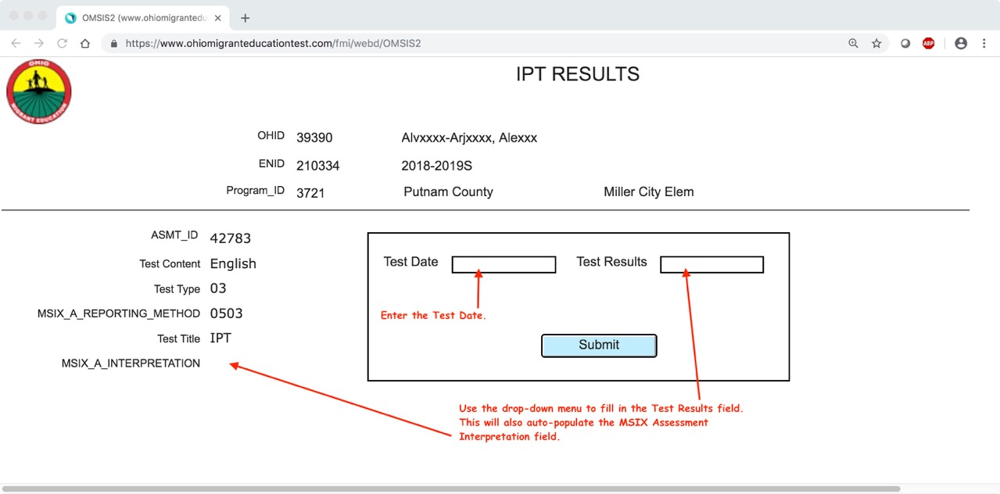 OMSIS2 (www.ohiomigrantedu
https://www.ohiomigranteducationtest.com/fmi/webd/OMSIS2
ABP
OHIO
MIGRANT EDUCATION
IPT RESULTS
OHID 39390 Alvxxxx-Arjxxxx, Alexxx
ENID 210334 2018-2019S
Program_ID 3721 Putnam County Miller City Elem
ASMT_ID 42783
Test Content English
Test Type 03
MSIX_A_REPORTING_METHOD 0503
Test Title IPT
MSIX_A_INTERPRETATION
Test Date Test Results
Enter the Test Date.
Submit
Use the drop-down menu to fill in the Test Results field.
This will also auto-populate the MSIX Assessment
Interpretation field.